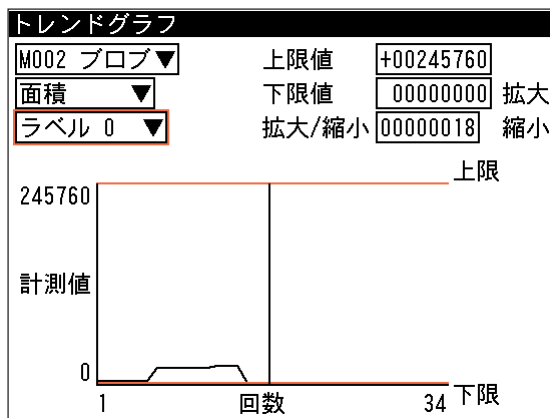 トレンドグラフ
M002 ブロブ▼ 上限値 +00245760
面積 ▼ 下限値 00000000 拡大
ラベル 0 ▼ 拡大/縮小 00000018 縮小
上限
245760
計測値
0
下限
1 回数 34